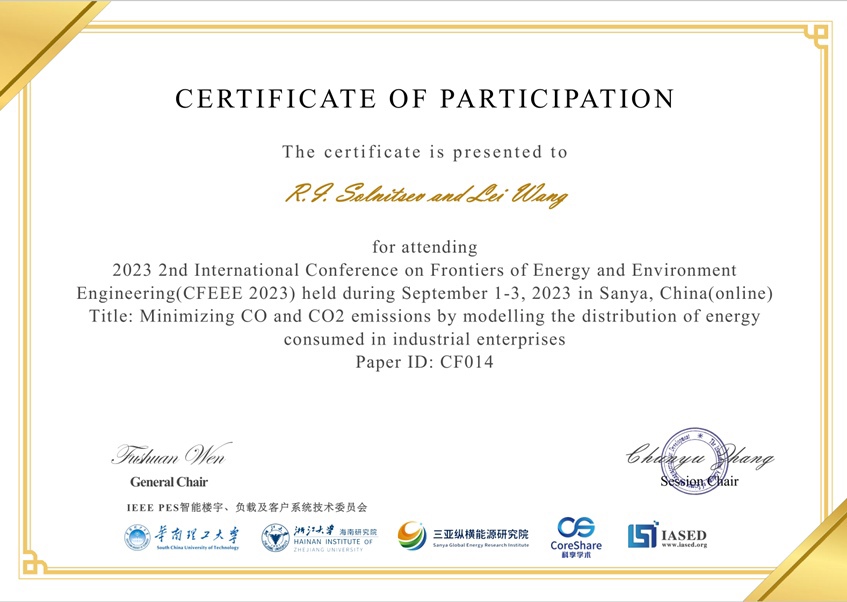 CERTIFICATE OF PARTICIPATION
The certificate is presented to
R.I. Solnitsev and Lei Wang
for attending
2023 2nd International Conference on Frontiers of Energy and Environment
Engineering(CFEEE 2023) held during September 1-3, 2023 in Sanya, China(online)
Title: Minimizing CO and CO2 emissions by modelling the distribution of energy
consumed in industrial enterprises
Paper ID: CF014
Fushuan Wen
Chunyu Zhang
General Chair
Session Chair
IEEE PES智能楼宇、负载及客户系统技术委员会
华南理工大学
South China University of Technology
浙江大学 海南研究院
HAINAN INSTITUTE OF
ZHEJIANG UNIVERSITY
三亚纵横能源研究院
Sanya Global Energy Research Institute
CoreShare
科享学术
IASED
www.iased.org